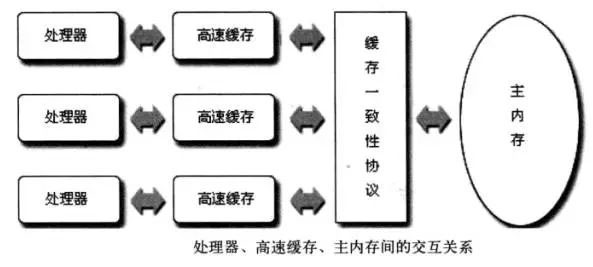 处理器
高速缓存
处理器
高速缓存
处理器
高速缓存
缓存一致性协议
主内存
处理器、高速缓存、主内存间的交互关系